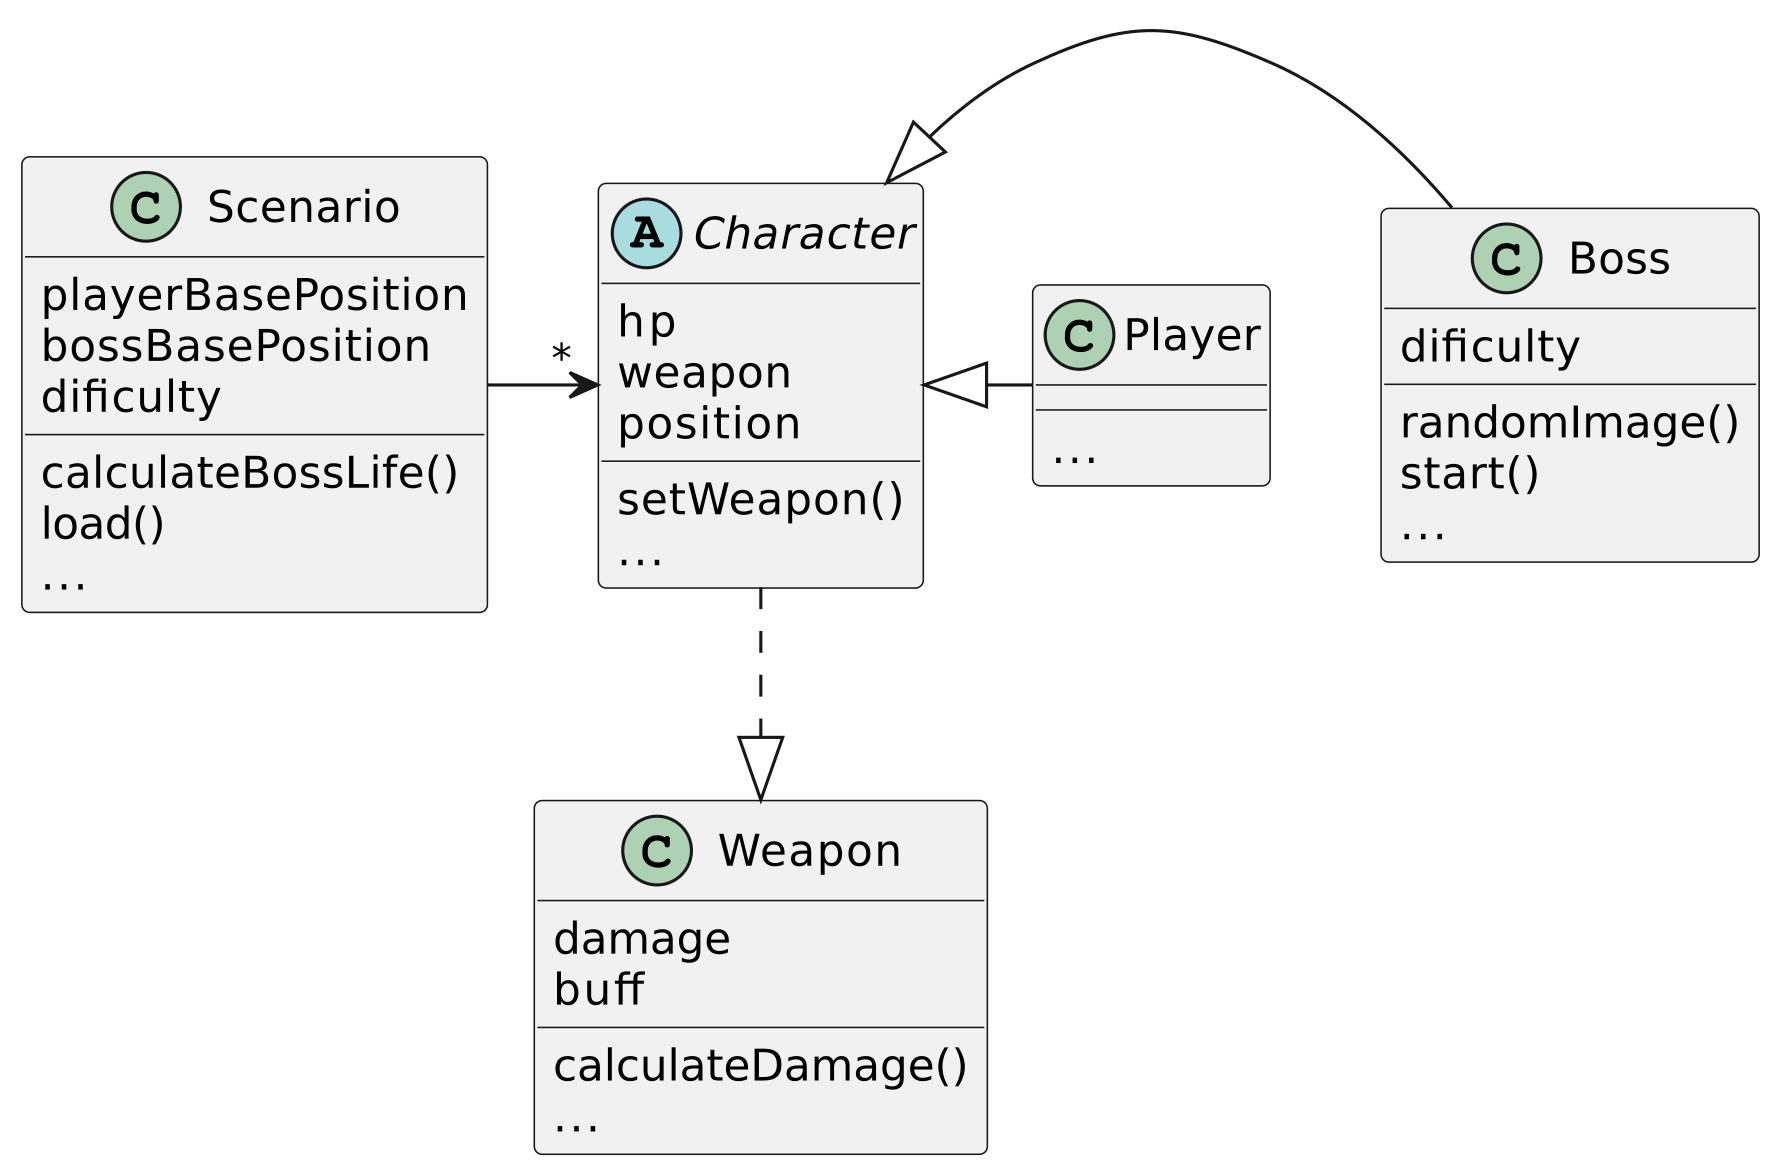 C Scenario
playerBasePosition
bossBasePosition
dificulty
calculateBossLife()
load()
...
*
A Character
hp
weapon
position
setWeapon()
...
C Player
...
C Boss
dificulty
randomImage()
start()
...
C Weapon
damage
buff
calculateDamage()
...